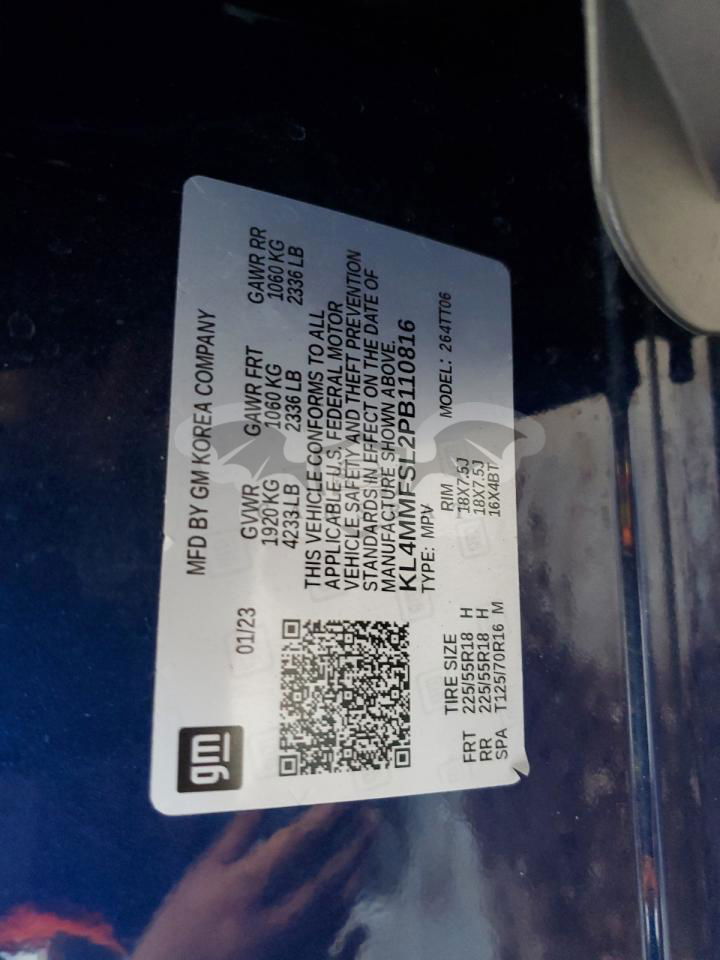 gm
MFD BY GM KOREA COMPANY
01/23
GVWR GAWR FRT GAWR RR
1920 KG 1060 KG 1060 KG
4233 LB 2336 LB 2336 LB
THIS VEHICLE CONFORMS TO ALL
APPLICABLE U.S. FEDERAL MOTOR
VEHICLE SAFETY AND THEFT PREVENTION
STANDARDS IN EFFECT ON THE DATE OF
MANUFACTURE SHOWN ABOVE.
KL4MMFSL2PB110816
TYPE: MPV MODEL: 264TT06
TIRE SIZE RIM
FRT 225/55R18 H 18X7.5J
RR 225/55R18 H 18X7.5J
SPA T125/70R16 M 16X4BT